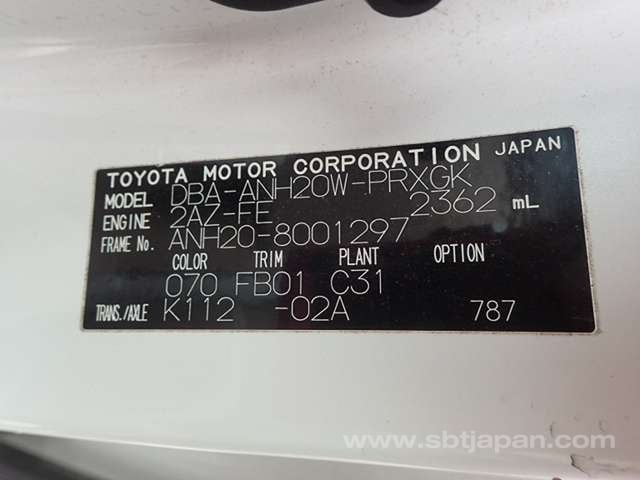 TOYOTA MOTOR CORPORATION JAPAN
MODEL DBA-ANH20W-PRXGK
ENGINE 2AZ-FE 2362 mL
FRAME No. ANH20-8001297
COLOR TRIM PLANT OPTION
070 FB01 C31
TRANS./AXLE K112 -02A 787
www.sbtjapan.com